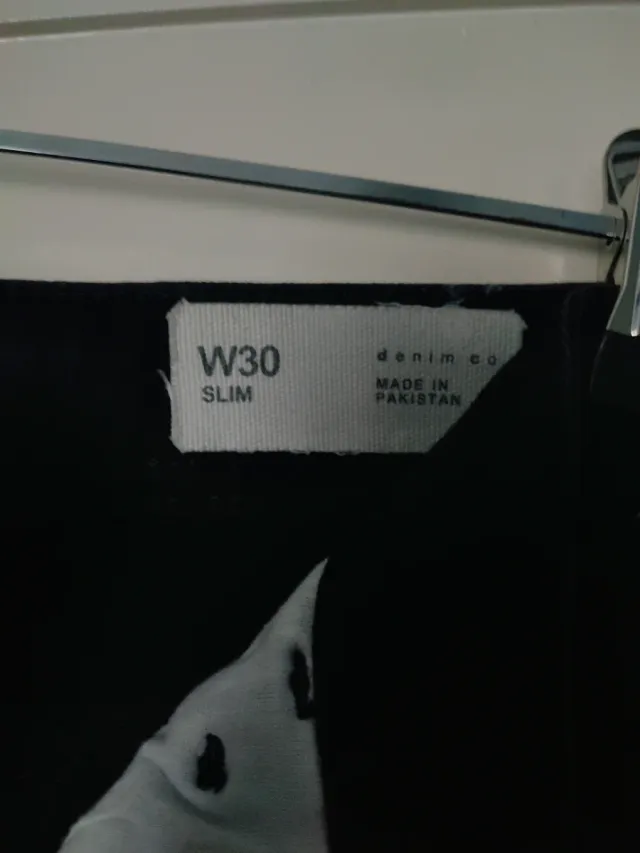 W30
SLIM
denim co
MADE IN
PAKISTAN